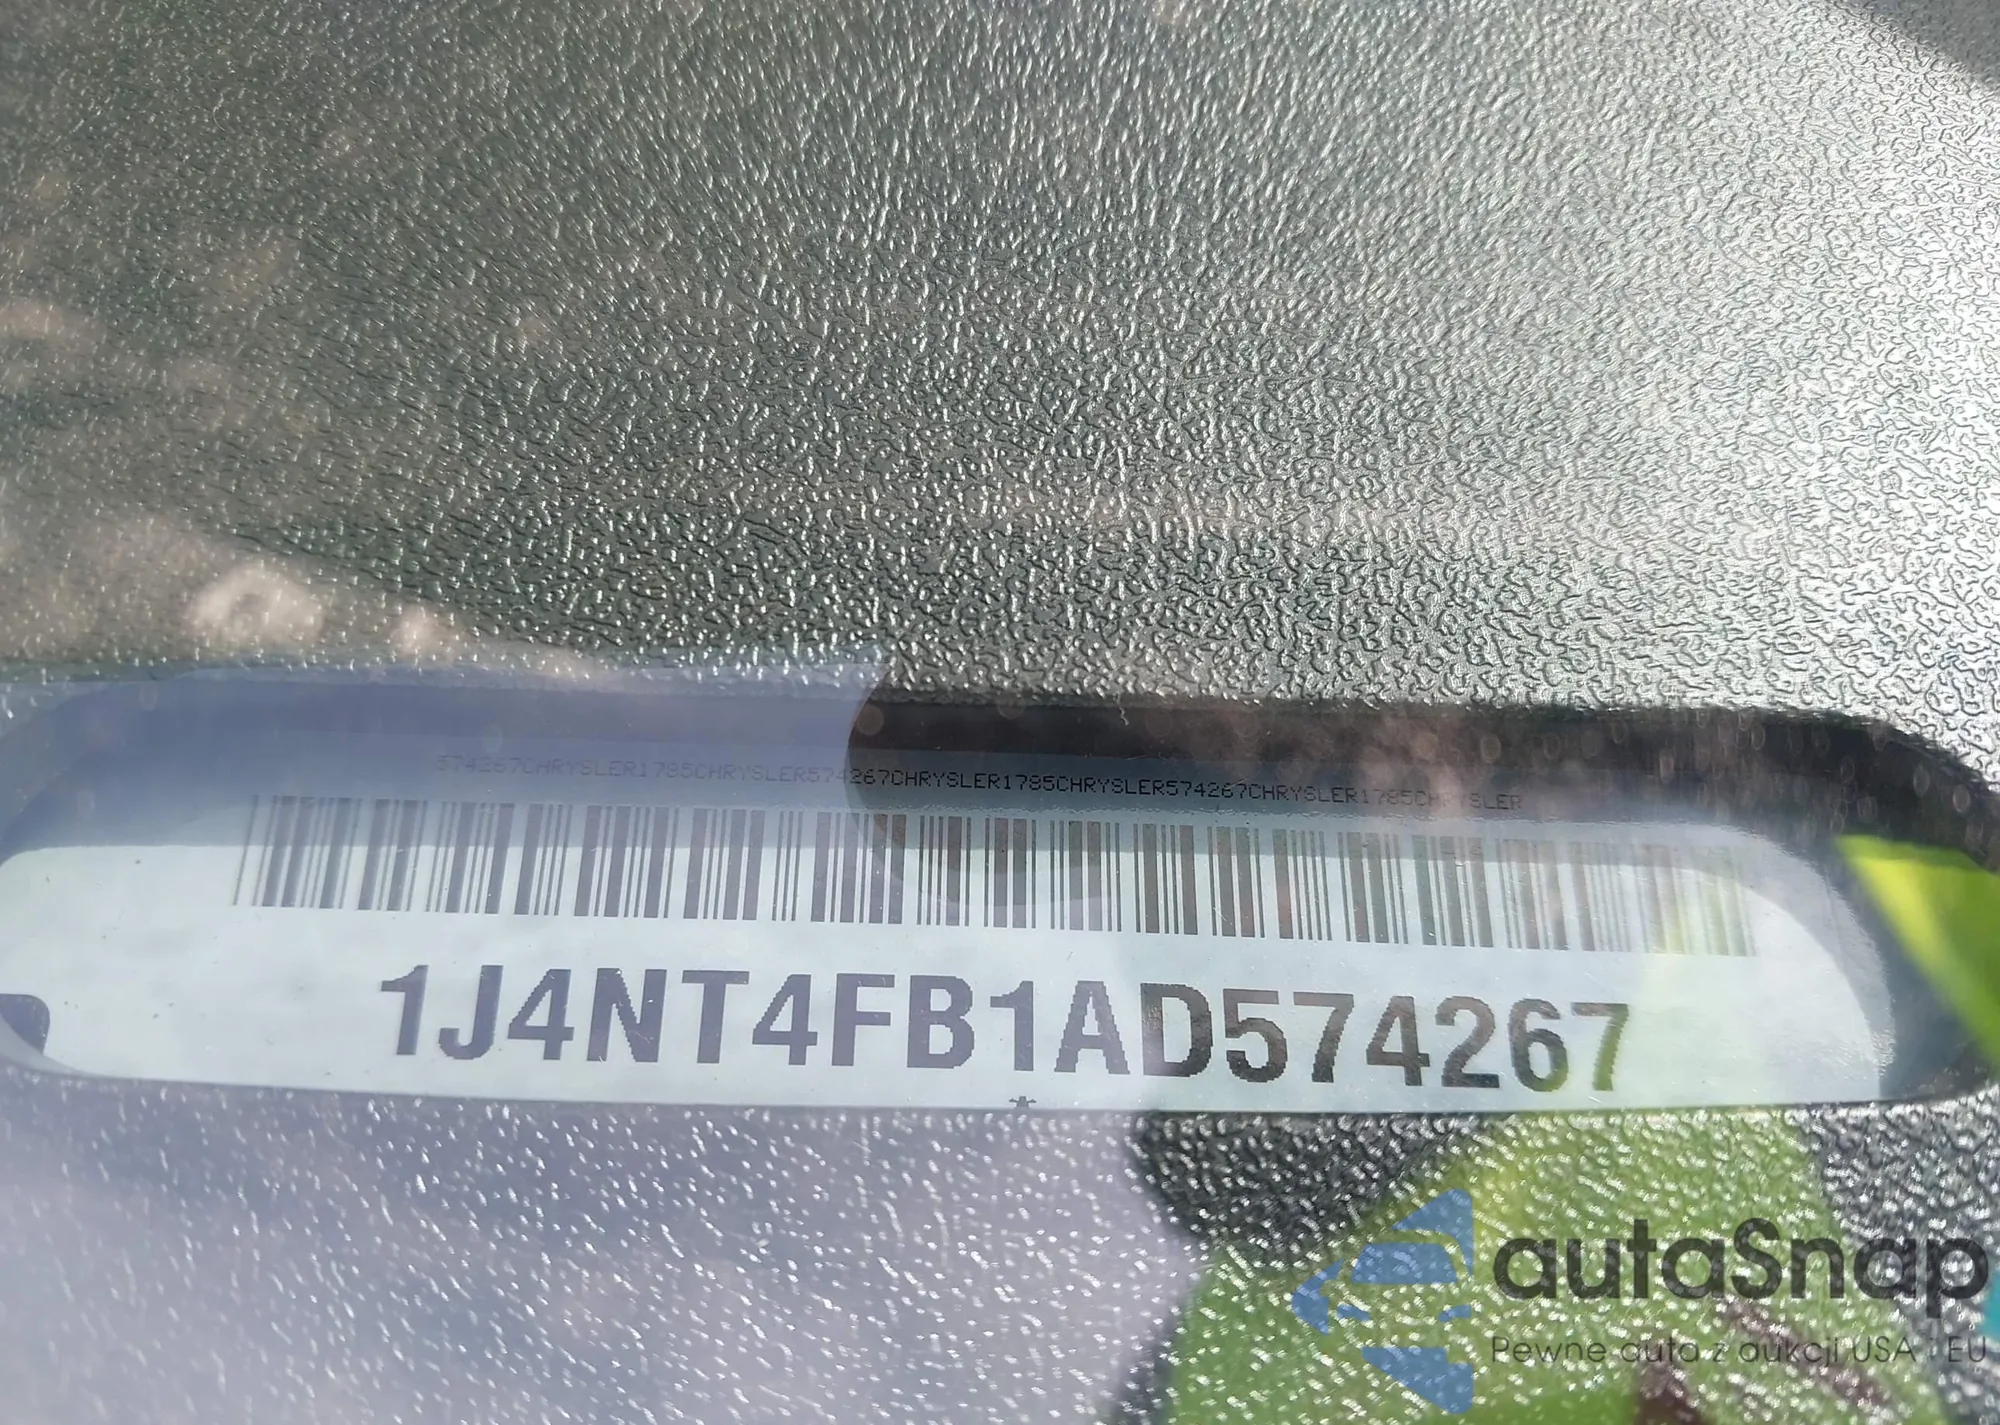 574267CHRYSLER1785CHRYSLER574267CHRYSLER1785CHRYSLER574267CHRYSLER1785CHRYSLER
1J4NT4FB1AD574267
autaSnap
Pewne auta z aukcji USA - EU